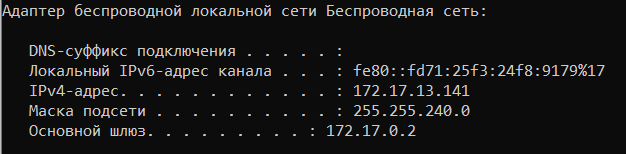 Адаптер беспроводной локальной сети Беспроводная сеть:
DNS-суффикс подключения . . . . . :
Локальный IPv6-адрес канала . . . : fe80::fd71:25f3:24f8:9179%17
IPv4-адрес. . . . . . . . . . . . : 172.17.13.141
Маска подсети . . . . . . . . . . : 255.255.240.0
Основной шлюз. . . . . . . . . : 172.17.0.2